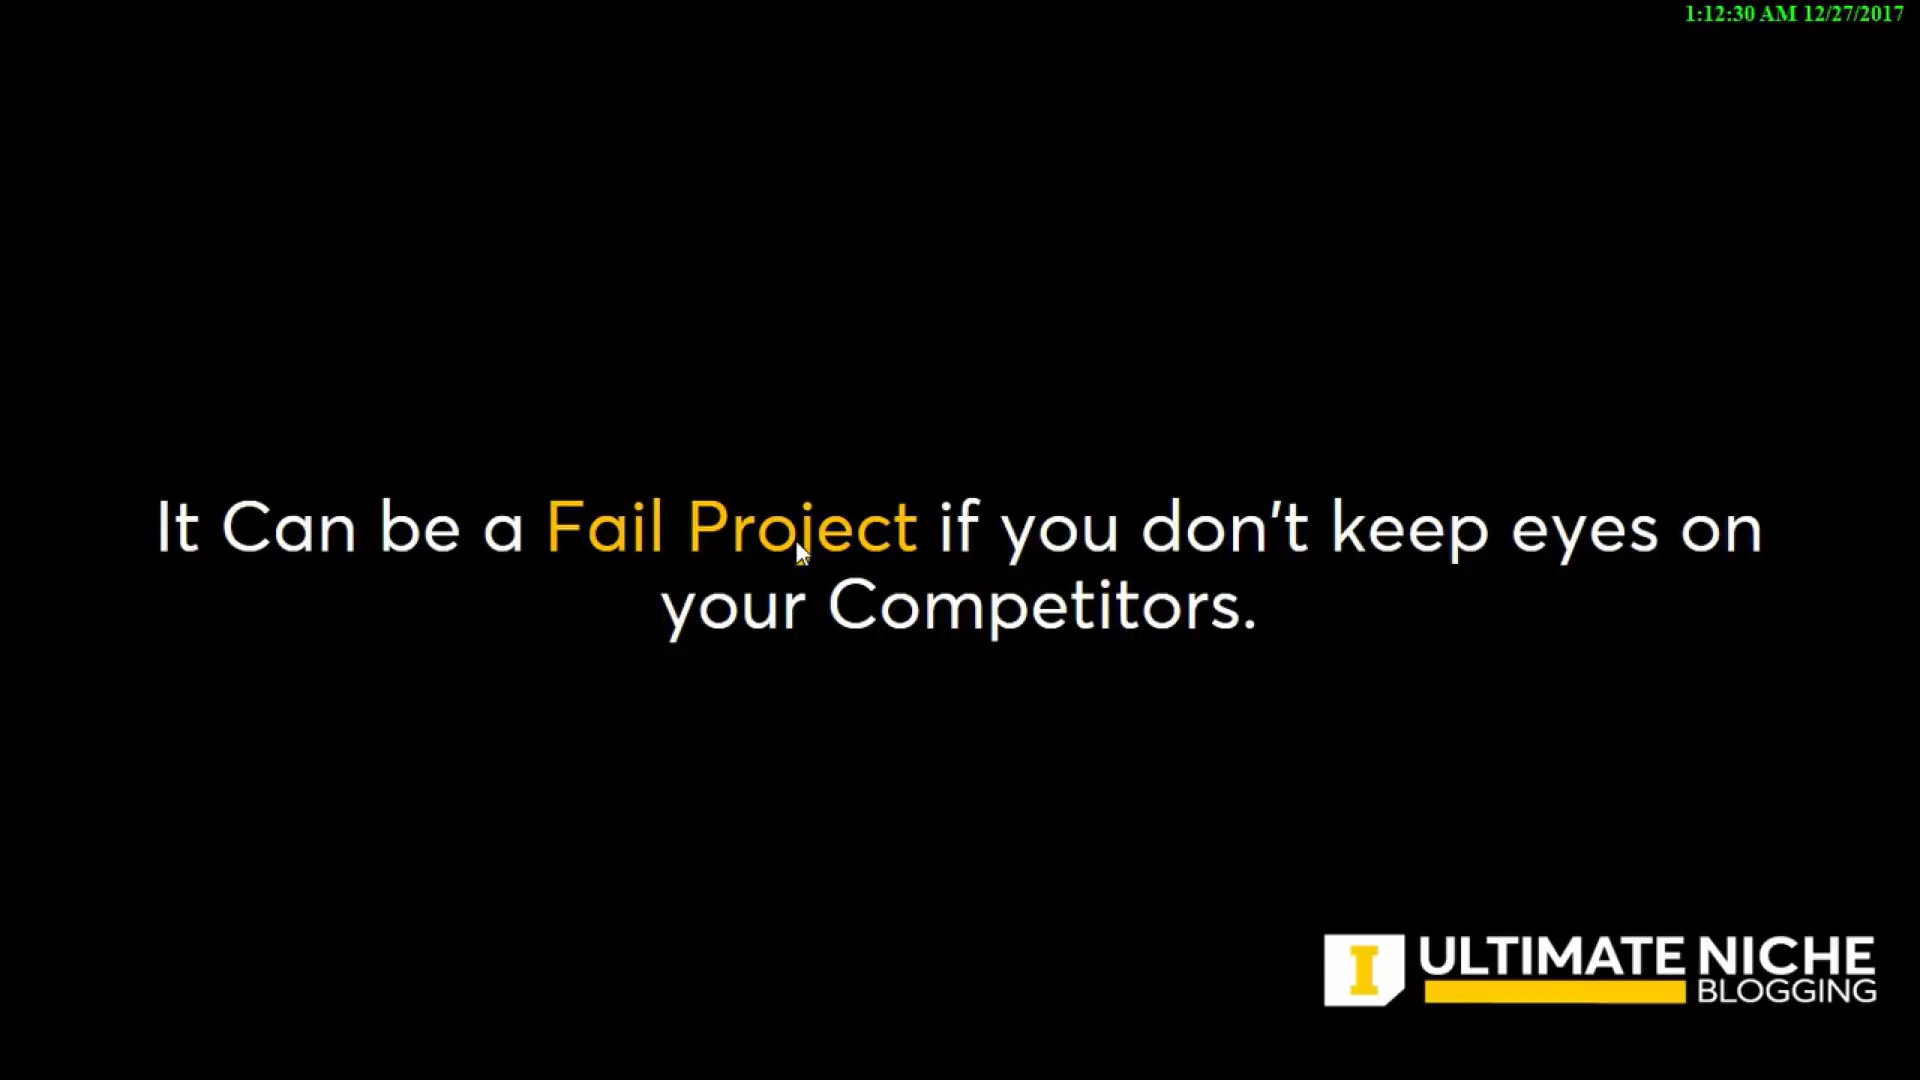 1:12:30 AM 12/27/2017
It Can be a Fail Project if you don't keep eyes on
your Competitors.
I ULTIMATE NICHE
BLOGGING